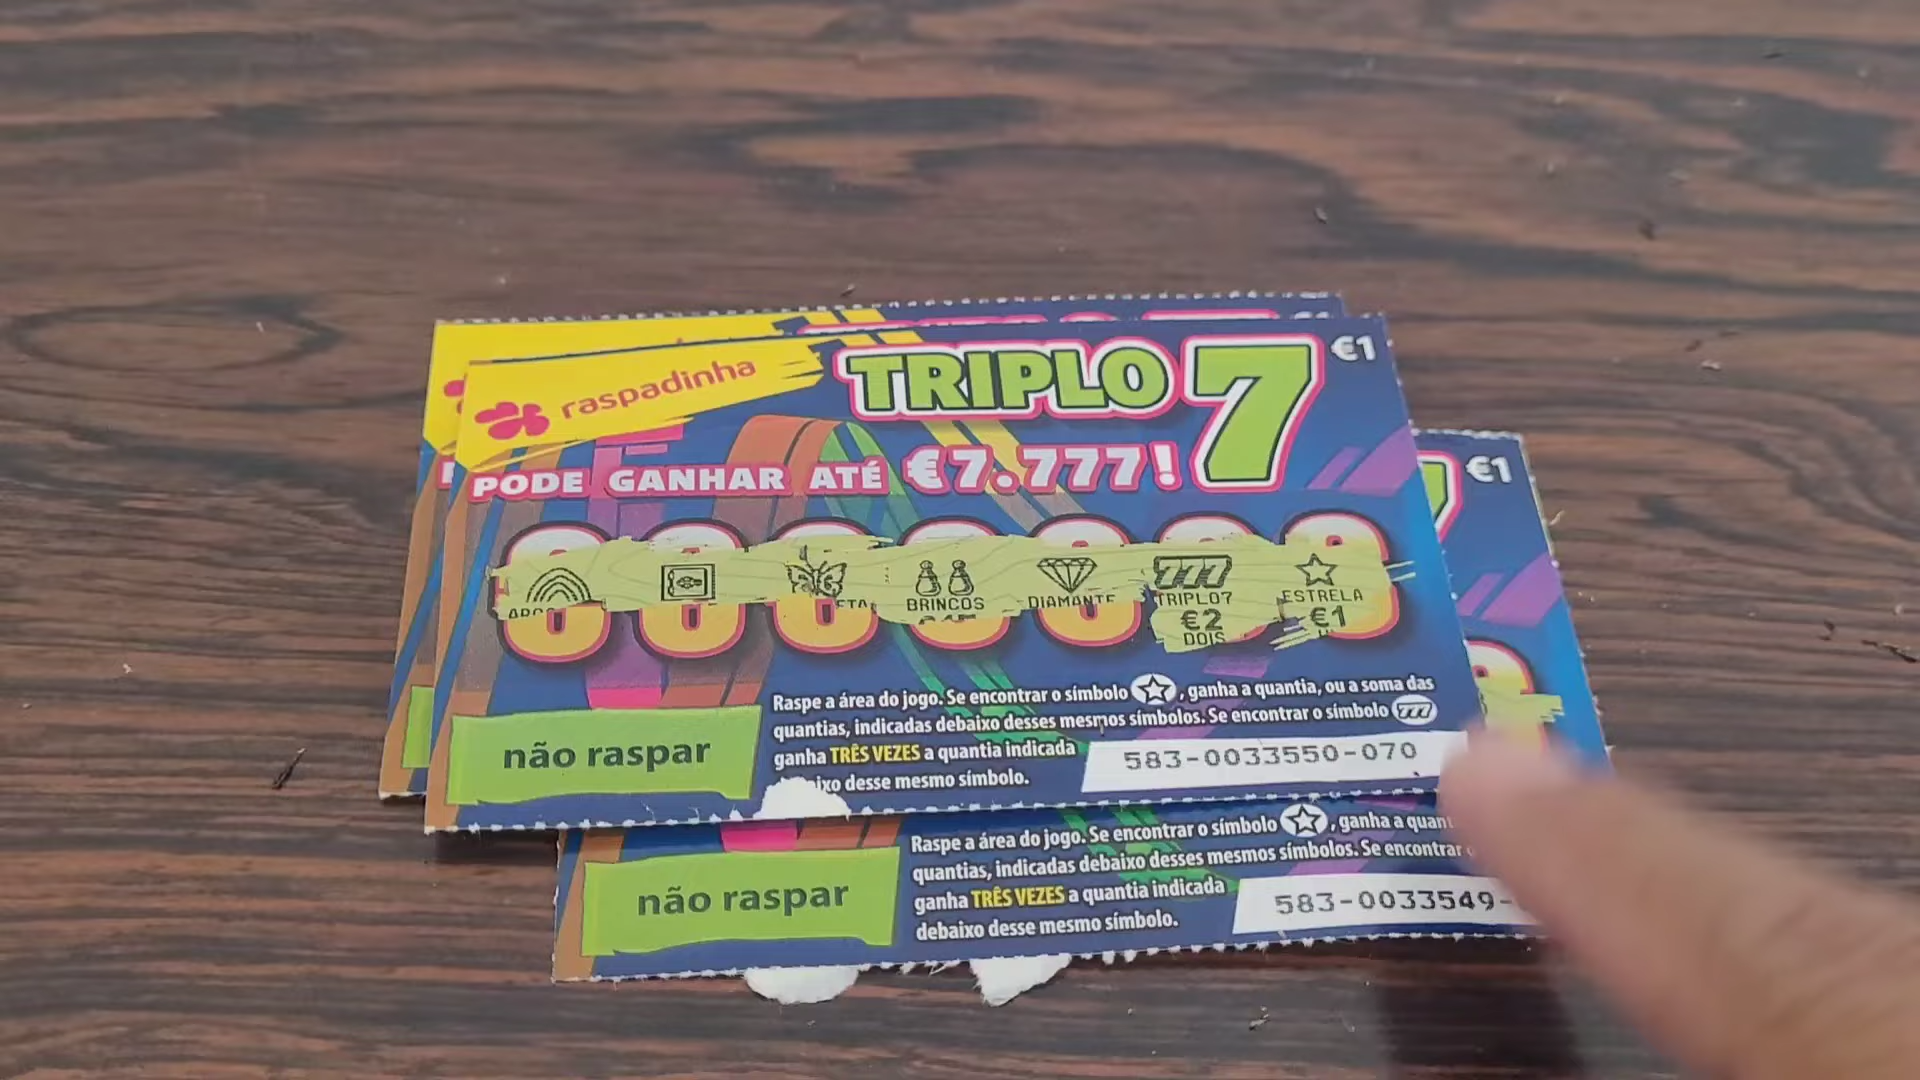 raspadinha
TRIPLO 7
€1
PODE GANHAR ATÉ €7.777!
€1
777
BRINCOS
DIAMANTE
TRIPLO7
ESTRELA
€2
€1
DOIS
Raspe a área do jogo. Se encontrar o símbolo , ganha a quantia, ou a soma das
quantias, indicadas debaixo desses mesmos símbolos. Se encontrar o símbolo 777
ganha TRÊS VEZES a quantia indicada
desse mesmo símbolo.
não raspar
583-0033550-070
Raspe a área do jogo. Se encontrar o símbolo , ganha a
quantias, indicadas debaixo desses mesmos símbolos. Se encontrar
ganha TRÊS VEZES a quantia indicada
debaixo desse mesmo símbolo.
não raspar
583-0033549-